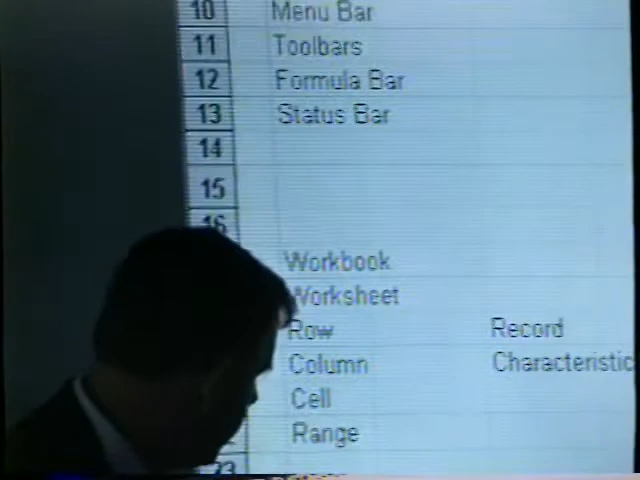 10 Menu Bar
11 Toolbars
12 Formula Bar
13 Status Bar
14
15
16
Workbook
Worksheet
Row Record
Column Characteristic
Cell
Range
23